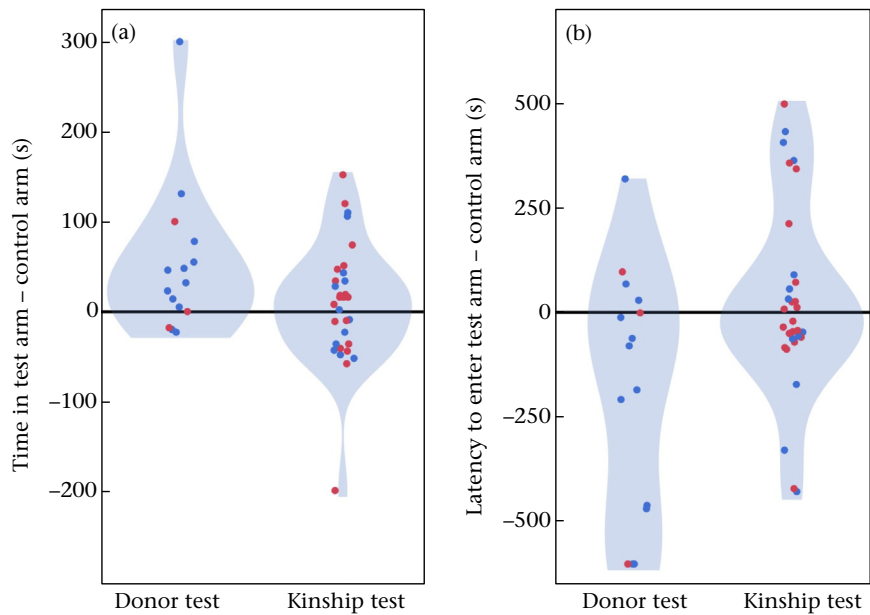 (a)
Time in test arm – control arm (s)
300
200
100
0
–100
–200
Donor test
Kinship test
(b)
Latency to enter test arm – control arm (s)
500
250
0
–250
–500
Donor test
Kinship test